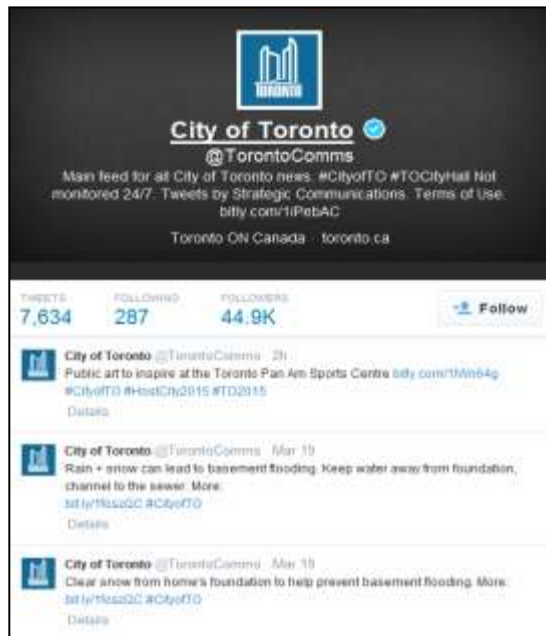 TORONTO
City of Toronto
@TorontoComms
Main feed for all City of Toronto news. #CityofTO #TOCityHall Not
monitored 24/7. Tweets by Strategic Communications. Terms of Use:
bitly.com/1iPebAC
Toronto ON Canada · toronto.ca
TWEETS
FOLLOWING
FOLLOWERS
7,634
287
44.9K
Follow
City of Toronto @TorontoComms · 2h
Public art to inspire at the Toronto Pan Am Sports Centre
#CityofTO #HostCity2015 #TO2015
Details
City of Toronto @TorontoComms · Mar 19
Rain + snow can lead to basement flooding. Keep water away from foundation,
channel to the sewer. More:
#CityofTO
Details
City of Toronto @TorontoComms · Mar 19
Clear snow from home's foundation to help prevent basement flooding. More:
#CityofTO
Details